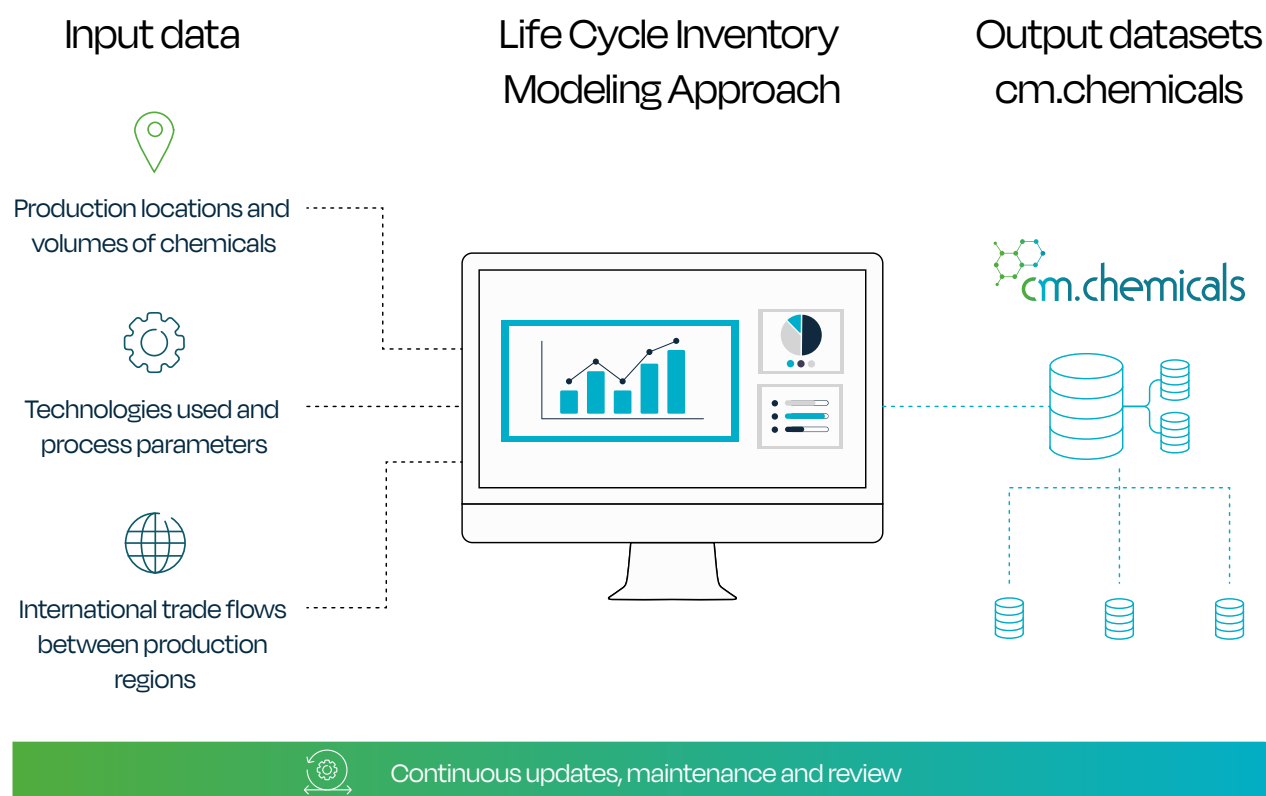 Input data
Life Cycle Inventory
Modeling Approach
Output datasets
cm.chemicals
Production locations and
volumes of chemicals
Technologies used and
process parameters
International trade flows
between production
regions
cm.chemicals
Continuous updates, maintenance and review